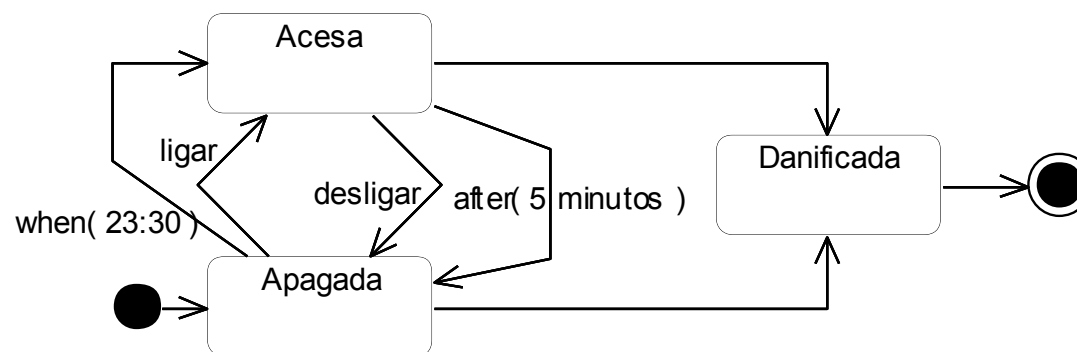 Acesa
ligar
desligar
after( 5 minutos )
when( 23:30 )
Danificada
Apagada